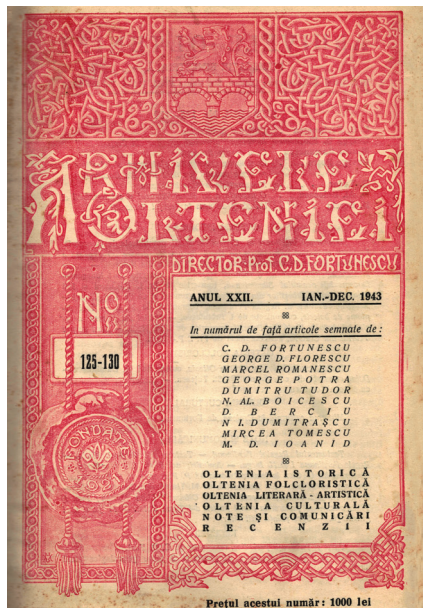 ARHIVELE
OLTENIEI
DIRECTOR: Prof. C.D. FORTUNESCU
No
125-130
FONDATE
1921
ANUL XXII. IAN.-DEC. 1943
In numărul de față articole semnate de:
C. D. FORTUNESCU
GEORGE D. FLORESCU
MARCEL ROMANESCU
GEORGE POTRA
DUMITRU TUDOR
N. AL. BOICESCU
D. BERCIU
N I. DUMITRAȘCU
MIRCEA TOMESCU
M. D. IOANID
OLTENIA ISTORICĂ
OLTENIA FOLCLORISTICĂ
OLTENIA LITERARĂ - ARTISTICĂ
OLTENIA CULTURALĂ
NOTE ȘI COMUNICĂRI
RECENZII
Prețul acestui număr: 1000 lei